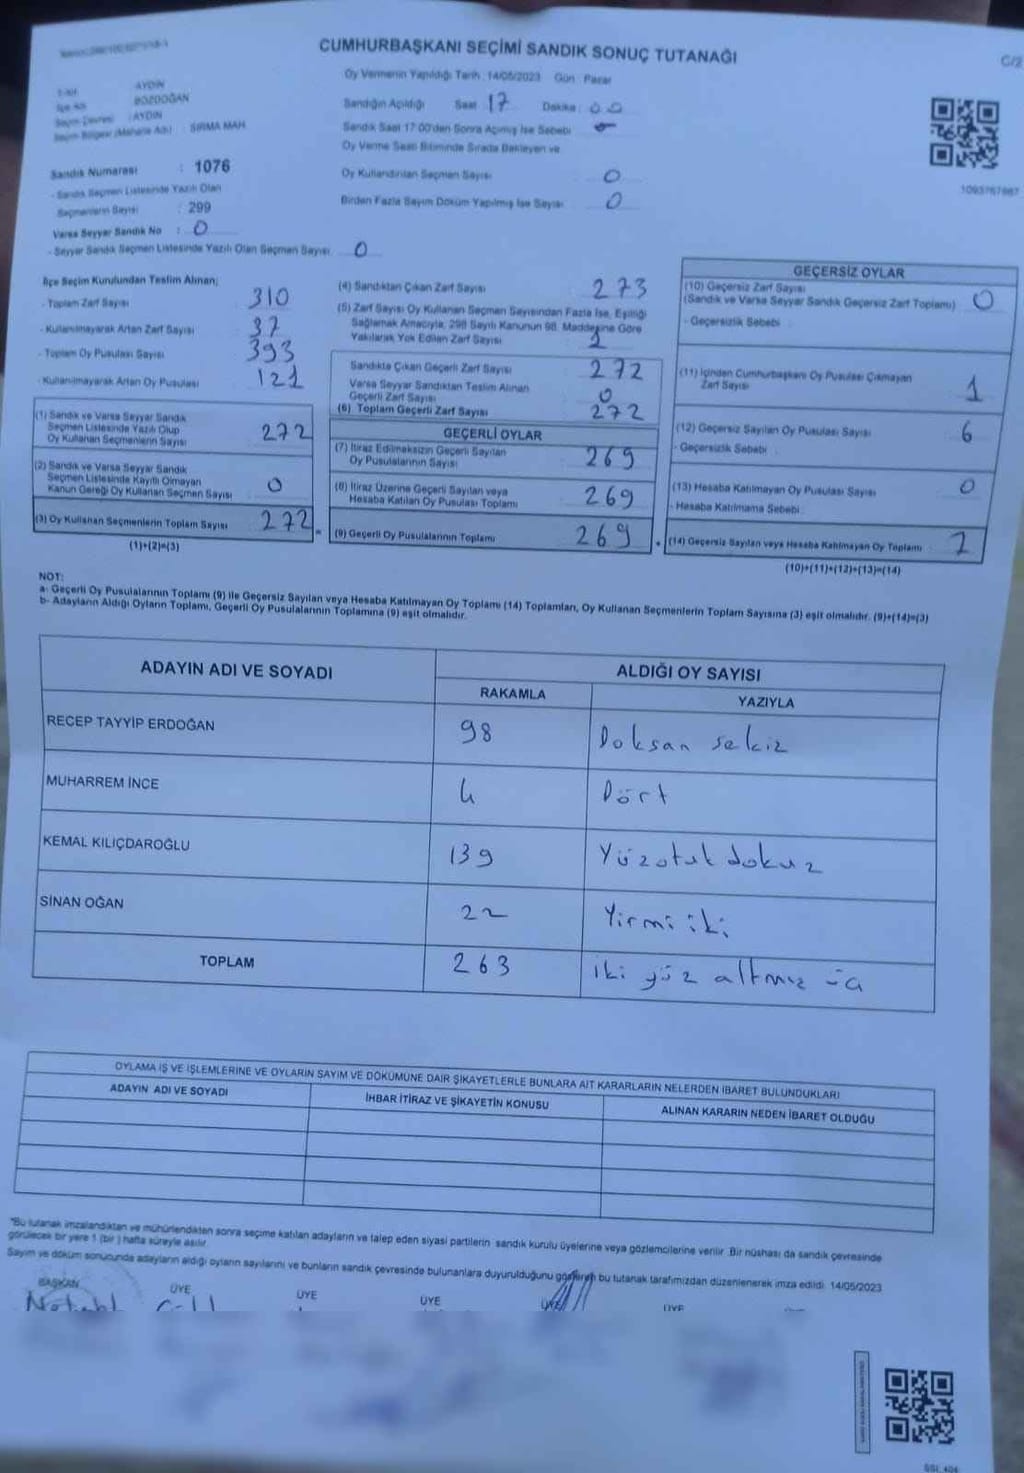 CUMHURBAŞKANI SEÇİMİ SANDIK SONUÇ TUTANAĞI
C/2
Oy Vermenin Yapıldığı Tarih : 14/05/2023 Gün : Pazar
İlçe Adı : BOZDOĞAN
Seçim Çevresi : AYDIN
Seçim Bölgesi (Mahalle Adı) : SIRMA MAH.
Sandığın Açıldığı Saat : 17 Dakika : 00
Sandık Saat 17:00'den Sonra Açılmış İse Sebebi -
Oy Verme Saati Bitiminde Sırada Bekleyen ve
Oy Kullandırılan Seçmen Sayısı 0
Birden Fazla Sayım Döküm Yapılmış İse Sayısı 0
Sandık Numarası : 1076
- Sandık Seçmen Listesinde Yazılı Olan
Seçmenlerin Sayısı : 299
Varsa Seyyar Sandık No : 0
- Seyyar Sandık Seçmen Listesinde Yazılı Olan Seçmen Sayısı 0
İlçe Seçim Kurulundan Teslim Alınan;
- Toplam Zarf Sayısı 310
- Kullanılmayarak Artan Zarf Sayısı 37
- Toplam Oy Pusulası Sayısı 393
- Kullanılmayarak Artan Oy Pusulası 121
(1) Sandık ve Varsa Seyyar Sandık
Seçmen Listesinde Yazılı Olup
Oy Kullanan Seçmenlerin Sayısı 272
(2) Sandık ve Varsa Seyyar Sandık
Seçmen Listesinde Kayıtlı Olmayan
Kanun Gereği Oy Kullanan Seçmen Sayısı 0
(3) Oy Kullanan Seçmenlerin Toplam Sayısı 272
(1)+(2)=(3)
(4) Sandıktan Çıkan Zarf Sayısı 273
(5) Zarf Sayısı Oy Kullanan Seçmen Sayısından Fazla İse, Eşitliği
Sağlamak Amacıyla, 298 Sayılı Kanunun 98. Maddesine Göre
Yakılarak Yok Edilen Zarf Sayısı 1
Sandıkta Çıkan Geçerli Zarf Sayısı 272
Varsa Seyyar Sandıktan Teslim Alınan
Geçerli Zarf Sayısı 0
(6) Toplam Geçerli Zarf Sayısı 272
GEÇERLİ OYLAR
(7) İtiraz Edilmeksizin Geçerli Sayılan
Oy Pusulalarının Sayısı 269
(8) İtiraz Üzerine Geçerli Sayılan veya
Hesaba Katılan Oy Pusulası Toplamı 269
(9) Geçerli Oy Pusulalarının Toplamı 269
GEÇERSİZ OYLAR
(10) Geçersiz Zarf Sayısı
(Sandık ve Varsa Seyyar Sandık Geçersiz Zarf Toplamı) 0
- Geçersizlik Sebebi :
(11) İçinden Cumhurbaşkanı Oy Pusulası Çıkmayan
Zarf Sayısı 1
(12) Geçersiz Sayılan Oy Pusulası Sayısı 6
- Geçersizlik Sebebi :
(13) Hesaba Katılmayan Oy Pusulası Sayısı 0
- Hesaba Katılmama Sebebi :
(14) Geçersiz Sayılan veya Hesaba Katılmayan Oy Toplamı 7
(10)+(11)+(12)+(13)=(14)
NOT:
a- Geçerli Oy Pusulalarının Toplamı (9) ile Geçersiz Sayılan veya Hesaba Katılmayan Oy Toplamı (14) Toplamları, Oy Kullanan Seçmenlerin Toplam Sayısına (3) eşit olmalıdır. (9)+(14)=(3)
b- Adayların Aldığı Oyların Toplamı, Geçerli Oy Pusulalarının Toplamına (9) eşit olmalıdır.
ADAYIN ADI VE SOYADI
ALDIĞI OY SAYISI
RAKAMLA YAZIYLA
RECEP TAYYİP ERDOĞAN 98 Doksan sekiz
MUHARREM İNCE 4 Dört
KEMAL KILIÇDAROĞLU 139 Yüzotuzdokuz
SİNAN OĞAN 22 Yirmi iki
TOPLAM 263 iki yüz altmız üç
OYLAMA İŞ VE İŞLEMLERİNE VE OYLARIN SAYIM VE DÖKÜMÜNE DAİR ŞİKAYETLERLE BUNLARA AİT KARARLARIN NELERDEN İBARET BULUNDUKLARI
ADAYIN ADI VE SOYADI İHBAR İTİRAZ VE ŞİKAYETİN KONUSU ALINAN KARARIN NEDEN İBARET OLDUĞU
"Bu tutanak imzalandıktan ve mühürlendikten sonra seçime katılan adayların ve talep eden siyasi partilerin sandık kurulu üyelerine veya gözlemcilerine verilir. Bir nüshası da sandık çevresinde
görülecek bir yere 1 (bir ) hafta süreyle asılır.
Sayım ve döküm sonucunda adayların aldığı oyların sayılarını ve bunların sandık çevresinde bulunanlara duyurulduğunu gösteren bu tutanak tarafımızdan düzenlenerek imza edildi. 14/05/2023
BAŞKAN ÜYE ÜYE ÜYE ÜYE ÜYE